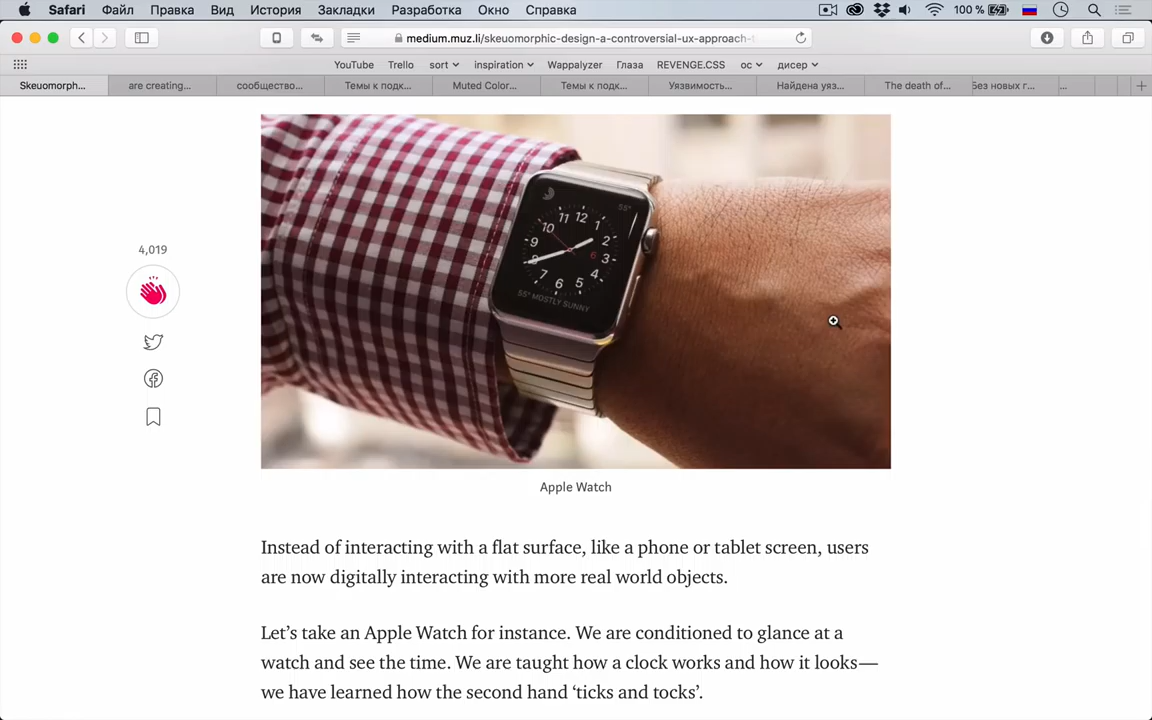 Safari Файл Правка Вид История Закладки Разработка Окно Справка 100 %
medium.muz.li/skeuomorphic-design-a-controversial-ux-approach-
YouTube Trello sort inspiration Wappalyzer Глаза REVENGE.CSS ос дисер
Skeuomorph... are creating... сообщество... Темы к подк... Muted Color... Темы к подк... Уязвимость... Найдена уяз... The death of... Без новых г... ...
4,019
55°
11 12 1
10 2
9 6 3
8 4
7 6 5
55° MOSTLY SUNNY
Apple Watch
Instead of interacting with a flat surface, like a phone or tablet screen, users
are now digitally interacting with more real world objects.
Let’s take an Apple Watch for instance. We are conditioned to glance at a
watch and see the time. We are taught how a clock works and how it looks—
we have learned how the second hand ‘ticks and tocks’.